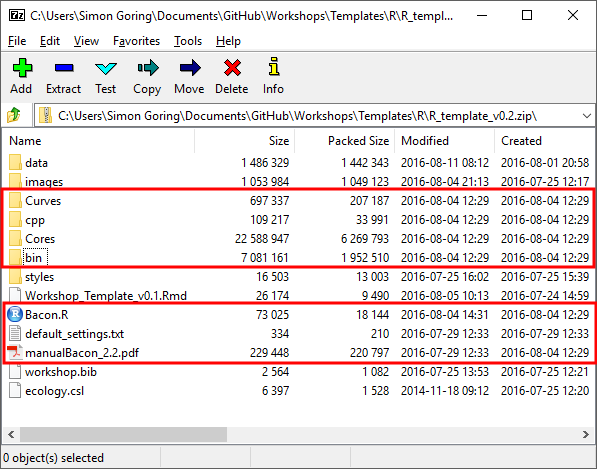 7z C:\Users\Simon Goring\Documents\GitHub\Workshops\Templates\R\R_templ...
File Edit View Favorites Tools Help
Add Extract Test Copy Move Delete Info
C:\Users\Simon Goring\Documents\GitHub\Workshops\Templates\R\R_template_v0.2.zip\
Name Size Packed Size Modified Created
data 1 486 329 1 442 343 2016-08-11 08:12 2016-08-01 20:58
images 1 053 984 1 049 123 2016-08-04 21:13 2016-07-25 12:17
Curves 697 337 207 187 2016-08-04 12:29 2016-08-04 12:29
cpp 109 217 33 991 2016-08-04 12:29 2016-08-04 12:29
Cores 22 588 947 6 269 793 2016-08-04 12:29 2016-08-04 12:29
bin 7 081 161 1 952 510 2016-08-04 12:29 2016-08-04 12:29
styles 16 503 13 003 2016-07-25 16:02 2016-07-25 15:39
Workshop_Template_v0.1.Rmd 26 174 9 490 2016-08-05 10:13 2016-07-24 14:59
Bacon.R 73 025 18 144 2016-08-04 14:31 2016-08-04 12:29
default_settings.txt 334 210 2016-07-29 12:33 2016-07-29 12:33
manualBacon_2.2.pdf 229 448 220 797 2016-07-29 12:33 2016-08-04 12:29
workshop.bib 2 564 1 082 2016-07-25 13:53 2016-07-25 12:21
ecology.csl 6 397 1 528 2014-11-18 09:12 2016-07-25 12:20
0 object(s) selected